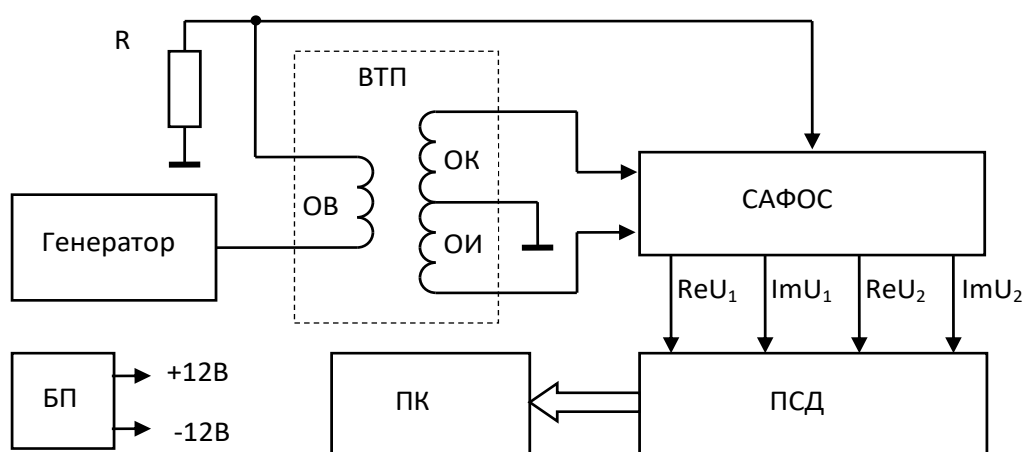 R
ВТП
ОК
ОВ
ОИ
САФОС
Генератор
ReU₁ ImU₁ ReU₂ ImU₂
БП
+12В
-12В
ПК
ПСД